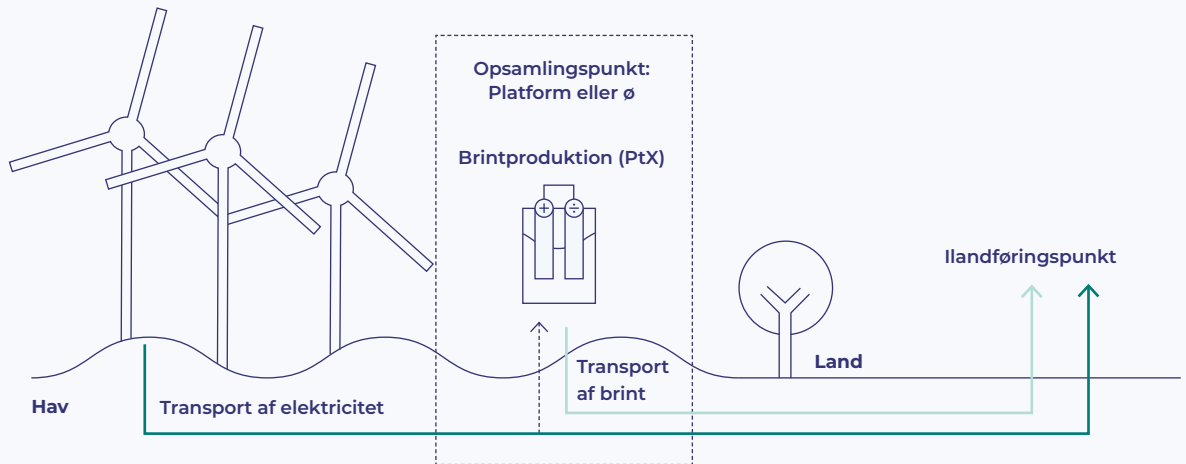 Opsamlingspunkt:
Platform eller ø
Brintproduktion (PtX)
+ ÷
Ilandføringspunkt
Transport
af brint
Land
Hav
Transport af elektricitet